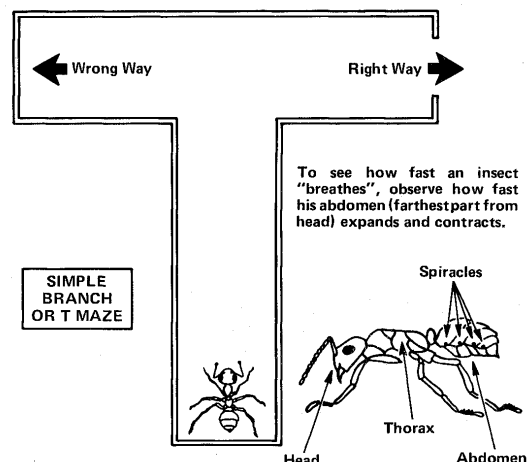 Wrong Way
Right Way
To see how fast an insect
"breathes", observe how fast
his abdomen (farthest part from
head) expands and contracts.
SIMPLE
BRANCH
OR T MAZE
Spiracles
Thorax
Head
Abdomen